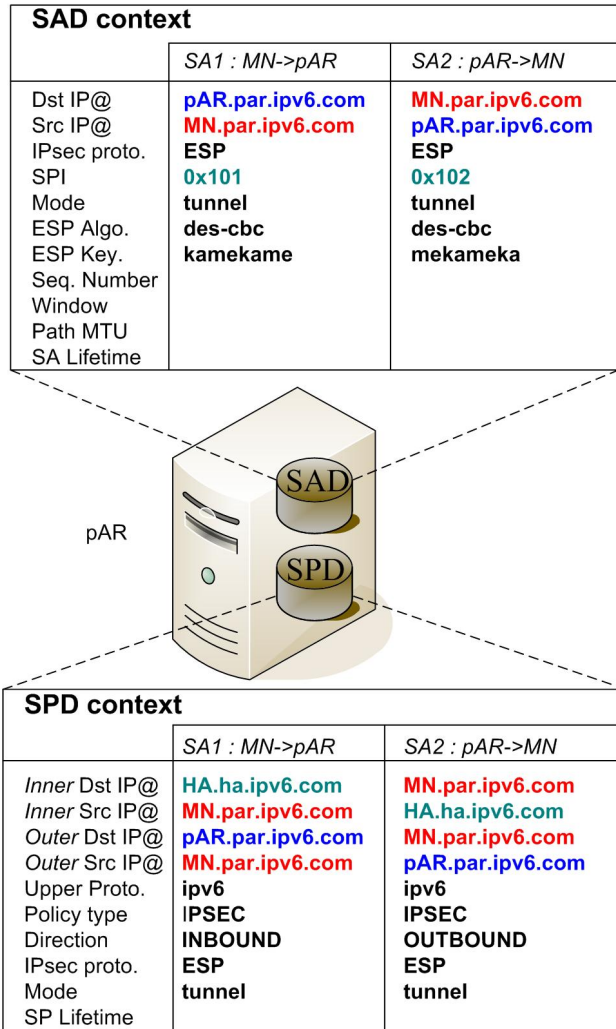 SAD context
SA1 : MN->pAR SA2 : pAR->MN
Dst IP@ pAR.par.ipv6.com MN.par.ipv6.com
Src IP@ MN.par.ipv6.com pAR.par.ipv6.com
IPsec proto. ESP ESP
SPI 0x101 0x102
Mode tunnel tunnel
ESP Algo. des-cbc des-cbc
ESP Key. kamekame mekameka
Seq. Number
Window
Path MTU
SA Lifetime
SAD
pAR
SPD
SPD context
SA1 : MN->pAR SA2 : pAR->MN
Inner Dst IP@ HA.ha.ipv6.com MN.par.ipv6.com
Inner Src IP@ MN.par.ipv6.com HA.ha.ipv6.com
Outer Dst IP@ pAR.par.ipv6.com MN.par.ipv6.com
Outer Src IP@ MN.par.ipv6.com pAR.par.ipv6.com
Upper Proto. ipv6 ipv6
Policy type IPSEC IPSEC
Direction INBOUND OUTBOUND
IPsec proto. ESP ESP
Mode tunnel tunnel
SP Lifetime